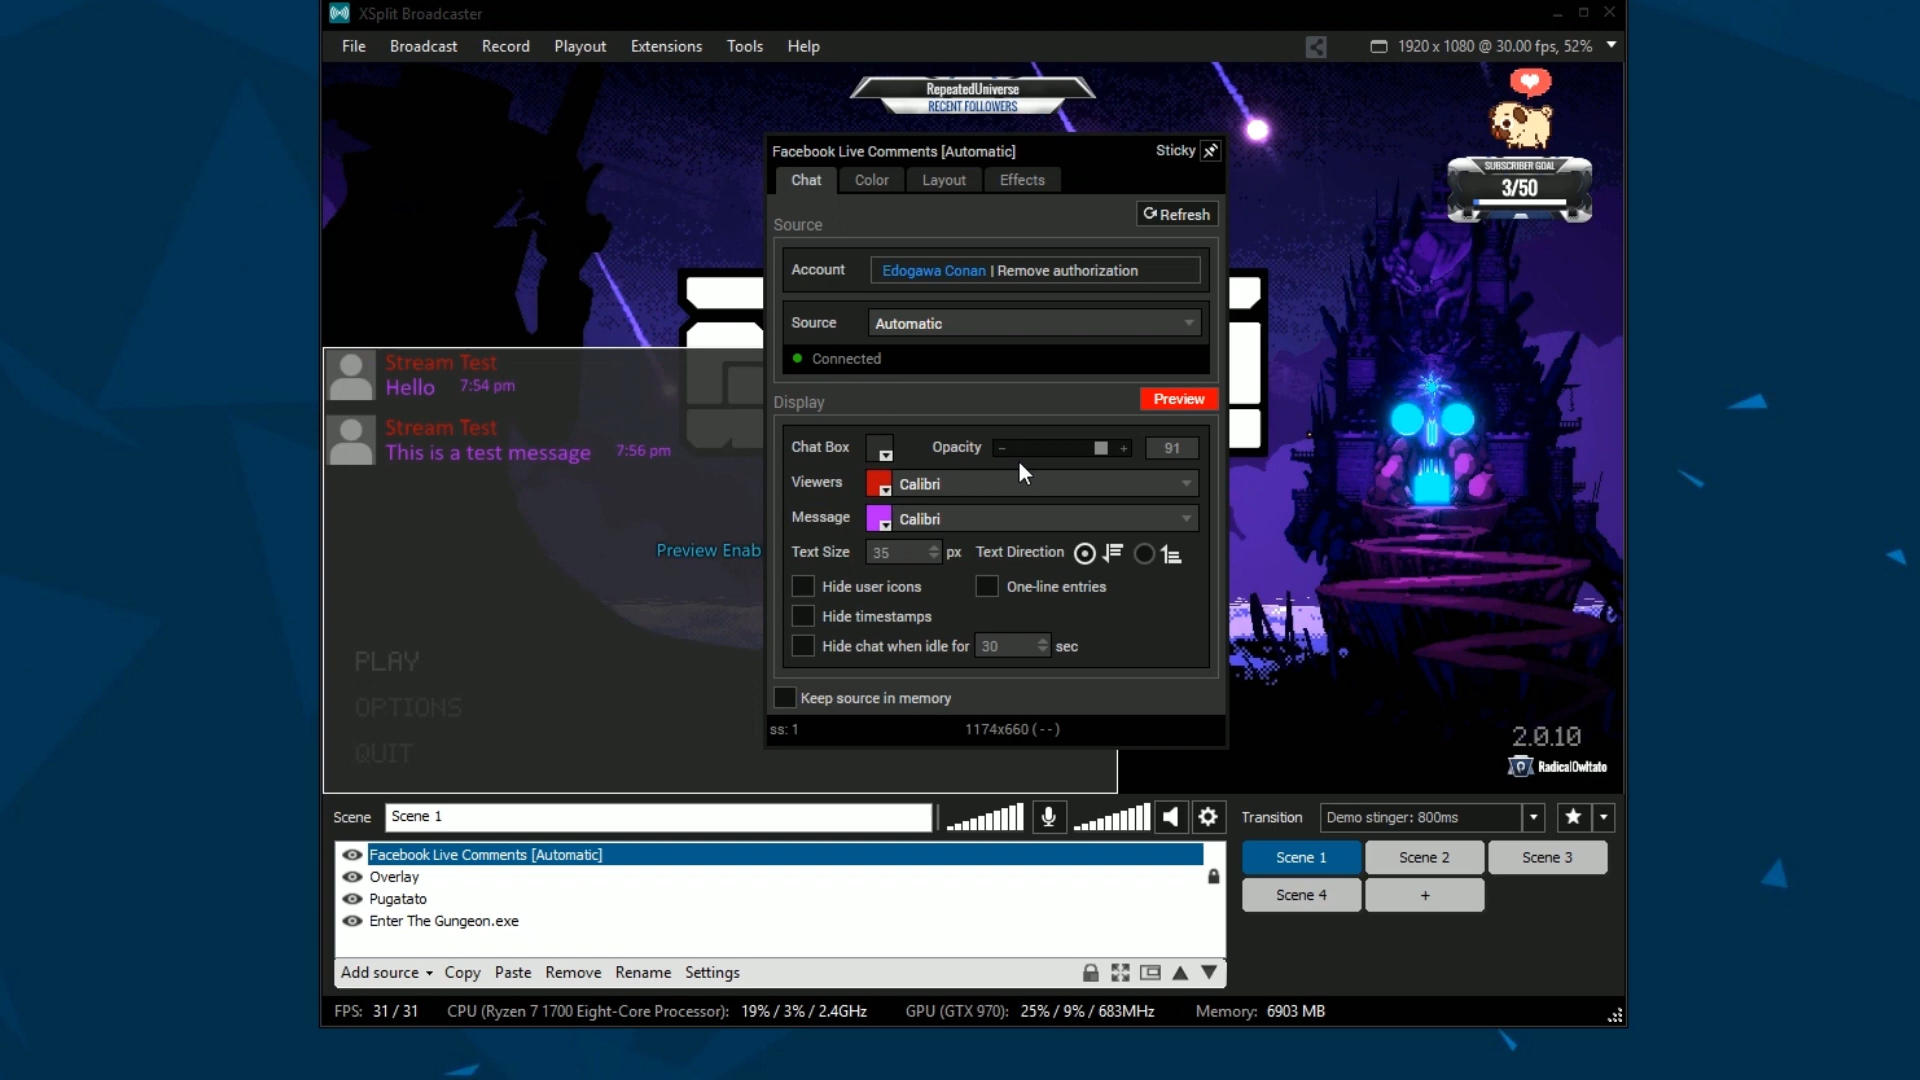 XSplit Broadcaster
File Broadcast Record Playout Extensions Tools Help
1920 x 1080 @ 30.00 fps, 52%
RepeatedUniverse
RECENT FOLLOWERS
SUBSCRIBER GOAL
3/50
Facebook Live Comments [Automatic] Sticky
Chat Color Layout Effects
Refresh
Source
Account Edogawa Conan | Remove authorization
Source Automatic
Connected
Display Preview
Chat Box Opacity - + 91
Viewers Calibri
Message Calibri
Text Size 35 px Text Direction
Hide user icons One-line entries
Hide timestamps
Hide chat when idle for 30 sec
Keep source in memory
ss: 1 1174x660 (--)
Stream Test
Hello 7:54 pm
Stream Test
This is a test message 7:56 pm
Preview Enab
PLAY
OPTIONS
QUIT
2.0.10
RadicalOwltato
Scene Scene 1
Transition Demo stinger: 800ms
Facebook Live Comments [Automatic]
Overlay
Pugatato
Enter The Gungeon.exe
Scene 1 Scene 2 Scene 3
Scene 4 +
Add source Copy Paste Remove Rename Settings
FPS: 31 / 31 CPU (Ryzen 7 1700 Eight-Core Processor): 19% / 3% / 2.4GHz GPU (GTX 970): 25% / 9% / 683MHz Memory: 6903 MB